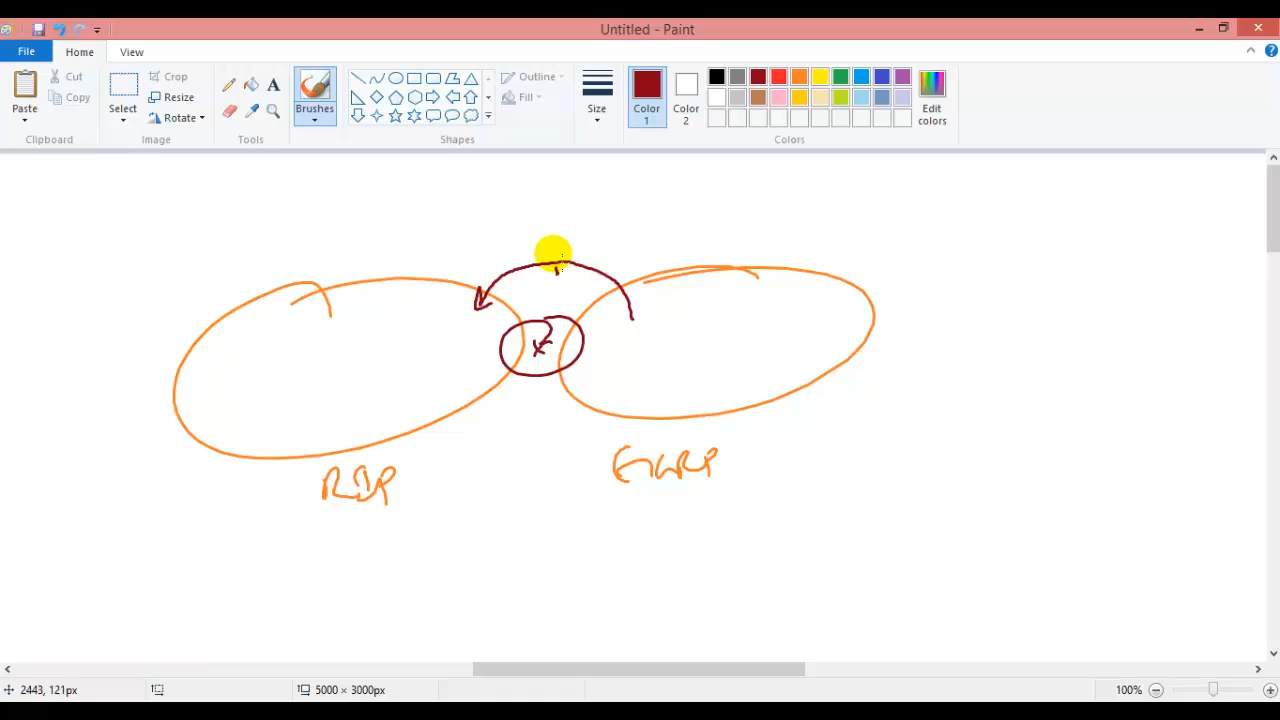 Untitled - Paint
File Home View
Cut
Copy
Paste
Clipboard
Select
Crop
Resize
Rotate
Image
A
Tools
Brushes
Outline
Fill
Shapes
Size
Color 1
Color 2
Edit colors
Colors
RIP
EIGRP
2443, 121px
5000 × 3000px
100%